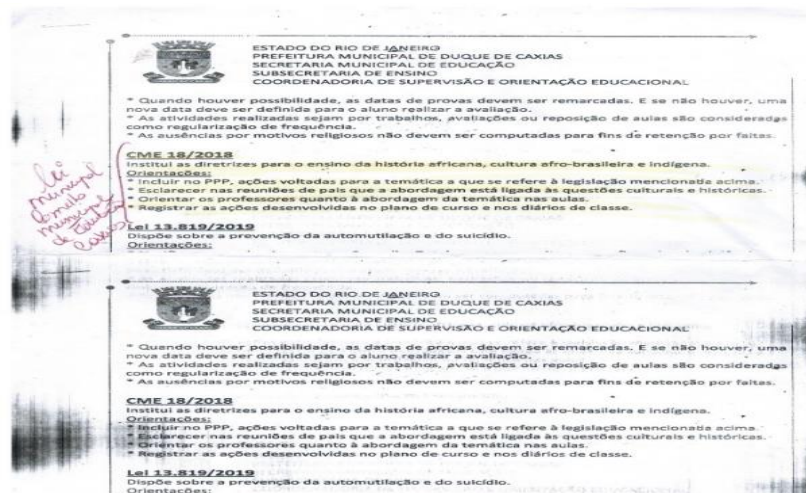 ESTADO DO RIO DE JANEIRO
PREFEITURA MUNICIPAL DE DUQUE DE CAXIAS
SECRETARIA MUNICIPAL DE EDUCAÇÃO
SUBSECRETARIA DE ENSINO
COORDENADORIA DE SUPERVISÃO E ORIENTAÇÃO EDUCACIONAL
* Quando houver possibilidade, as datas de provas devem ser remarcadas. E se não houver, uma
nova data deve ser definida para o aluno realizar a avaliação.
* As atividades realizadas sejam por trabalhos, avaliações ou reposição de aulas são consideradas
como regularização de frequência.
* As ausências por motivos religiosos não devem ser computadas para fins de retenção por faltas.
CME 18/2018
Institui as diretrizes para o ensino da história africana, cultura afro-brasileira e indígena.
Orientações:
* Incluir no PPP, ações voltadas para a temática a que se refere à legislação mencionada acima.
* Esclarecer nas reuniões de pais que a abordagem está ligada às questões culturais e históricas.
* Orientar os professores quanto à abordagem da temática nas aulas.
* Registrar as ações desenvolvidas no plano de curso e nos diários de classe.
Lei
municipal
municipal
de
Caxias
Lei 13.819/2019
Dispõe sobre a prevenção da automutilação e do suicídio.
Orientações:
ESTADO DO RIO DE JANEIRO
PREFEITURA MUNICIPAL DE DUQUE DE CAXIAS
SECRETARIA MUNICIPAL DE EDUCAÇÃO
SUBSECRETARIA DE ENSINO
COORDENADORIA DE SUPERVISÃO E ORIENTAÇÃO EDUCACIONAL
* Quando houver possibilidade, as datas de provas devem ser remarcadas. E se não houver, uma
nova data deve ser definida para o aluno realizar a avaliação.
* As atividades realizadas sejam por trabalhos, avaliações ou reposição de aulas são consideradas
como regularização de frequência.
* As ausências por motivos religiosos não devem ser computadas para fins de retenção por faltas.
CME 18/2018
Institui as diretrizes para o ensino da história africana, cultura afro-brasileira e indígena.
Orientações:
* Incluir no PPP, ações voltadas para a temática a que se refere à legislação mencionada acima.
* Esclarecer nas reuniões de pais que a abordagem está ligada às questões culturais e históricas.
* Orientar os professores quanto à abordagem da temática nas aulas.
* Registrar as ações desenvolvidas no plano de curso e nos diários de classe.
Lei 13.819/2019
Dispõe sobre a prevenção da automutilação e do suicídio.
Orientações: